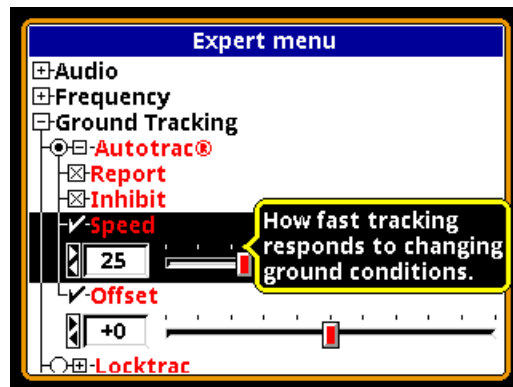 Expert menu
Audio
Frequency
Ground Tracking
Autotrac®
Report
Inhibit
Speed
How fast tracking
responds to changing
ground conditions.
25
Offset
+0
Locktrac